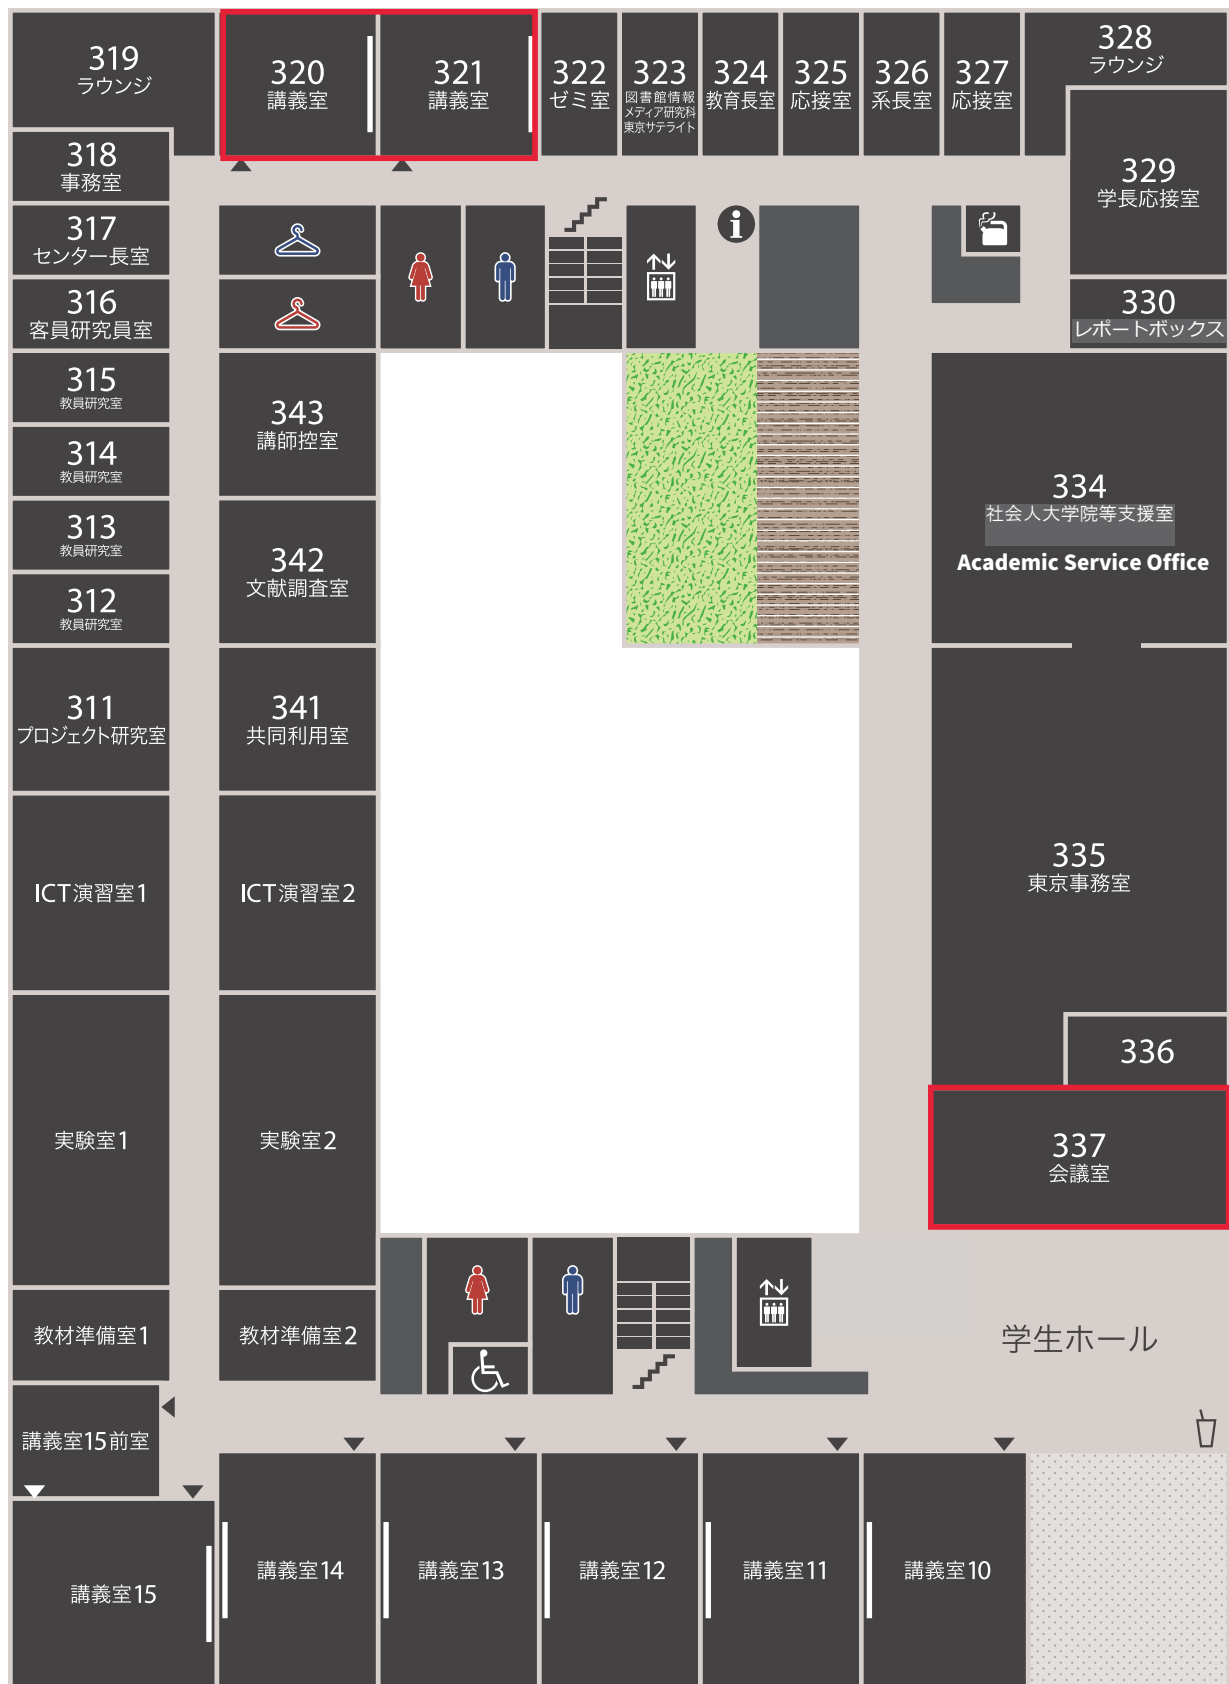 319
ラウンジ
320
講義室
321
講義室
322
ゼミ室
323
図書館情報
メディア研究科
東京サテライト
324
教育長室
325
応接室
326
系長室
327
応接室
328
ラウンジ
318
事務室
329
学長応接室
317
センター長室
i
316
客員研究員室
330
レポートボックス
315
教員研究室
343
講師控室
314
教員研究室
334
社会人大学院等支援室
Academic Service Office
313
教員研究室
342
文献調査室
312
教員研究室
311
プロジェクト研究室
341
共同利用室
335
東京事務室
ICT演習室1
ICT演習室2
336
実験室1
実験室2
337
会議室
教材準備室1
教材準備室2
学生ホール
講義室15前室
講義室15
講義室14
講義室13
講義室12
講義室11
講義室10